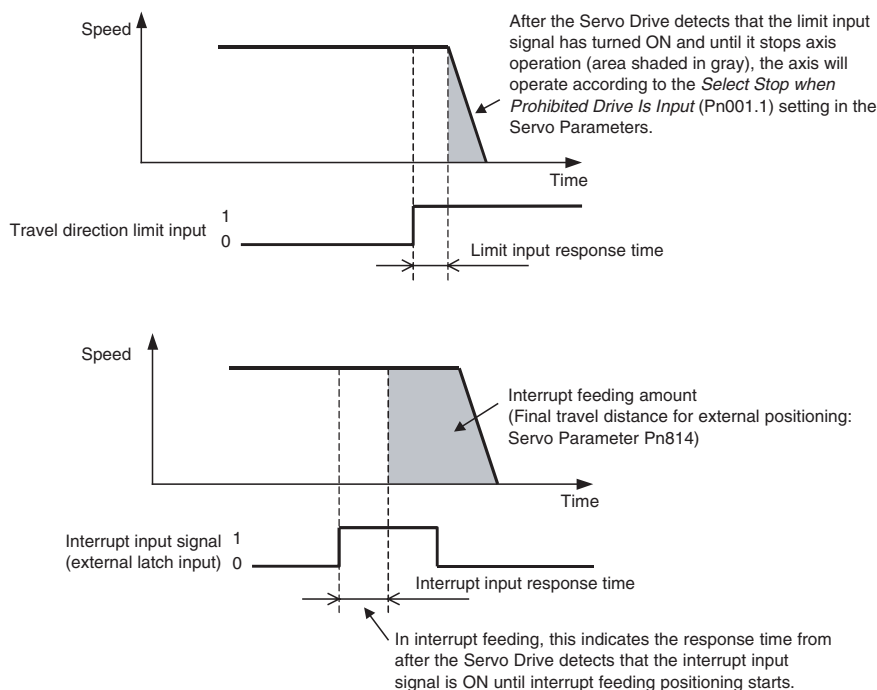 Speed
After the Servo Drive detects that the limit input
signal has turned ON and until it stops axis
operation (area shaded in gray), the axis will
operate according to the Select Stop when
Prohibited Drive Is Input (Pn001.1) setting in the
Servo Parameters.
Time
Travel direction limit input
1
0
Limit input response time
Speed
Interrupt feeding amount
(Final travel distance for external positioning:
Servo Parameter Pn814)
Time
Interrupt input signal 1
(external latch input) 0
Interrupt input response time
In interrupt feeding, this indicates the response time from
after the Servo Drive detects that the interrupt input
signal is ON until interrupt feeding positioning starts.